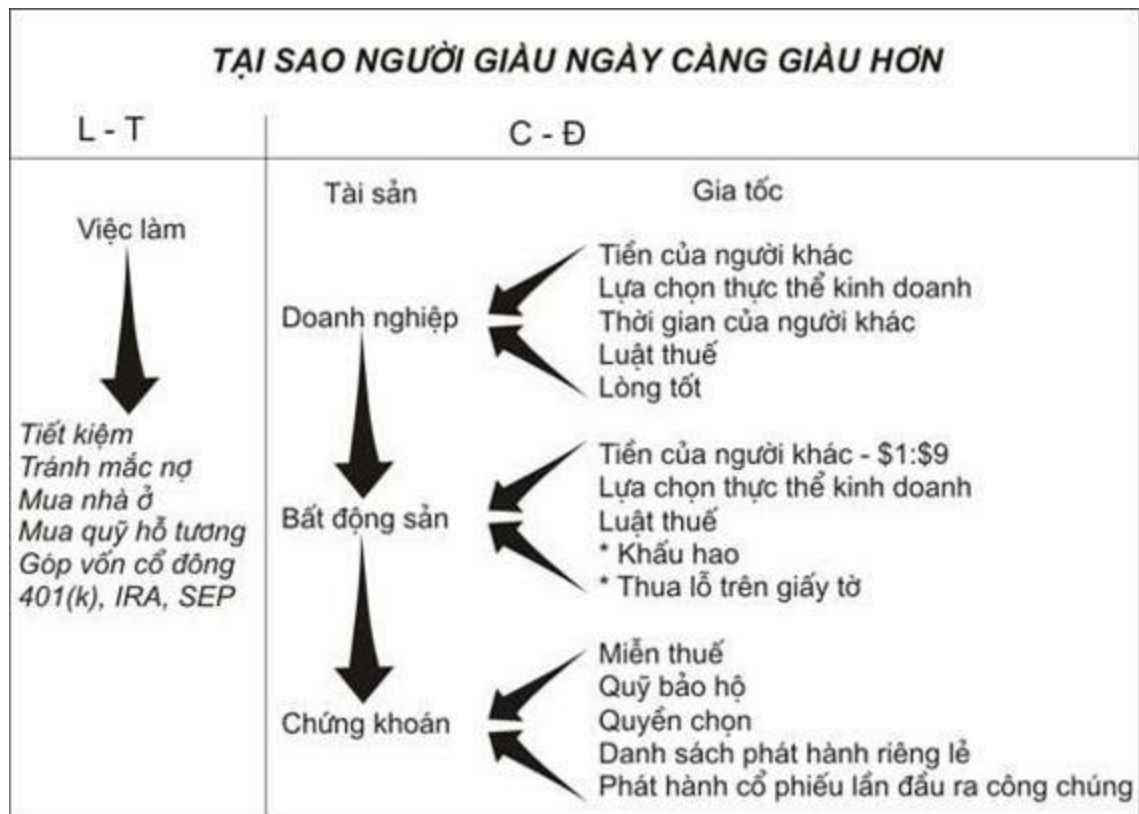 TẠI SAO NGƯỜI GIÀU NGÀY CÀNG GIÀU HƠN
L - T
C - Đ
Việc làm
Tiết kiệm
Tránh mắc nợ
Mua nhà ở
Mua quỹ hỗ tương
Góp vốn cổ đông
401(k), IRA, SEP
Tài sản
Gia tốc
Doanh nghiệp
Tiền của người khác
Lựa chọn thực thể kinh doanh
Thời gian của người khác
Luật thuế
Lòng tốt
Bất động sản
Tiền của người khác - $1:$9
Lựa chọn thực thể kinh doanh
Luật thuế
* Khấu hao
* Thua lỗ trên giấy tờ
Chứng khoán
Miễn thuế
Quỹ bảo hộ
Quyền chọn
Danh sách phát hành riêng lẻ
Phát hành cổ phiếu lần đầu ra công chúng